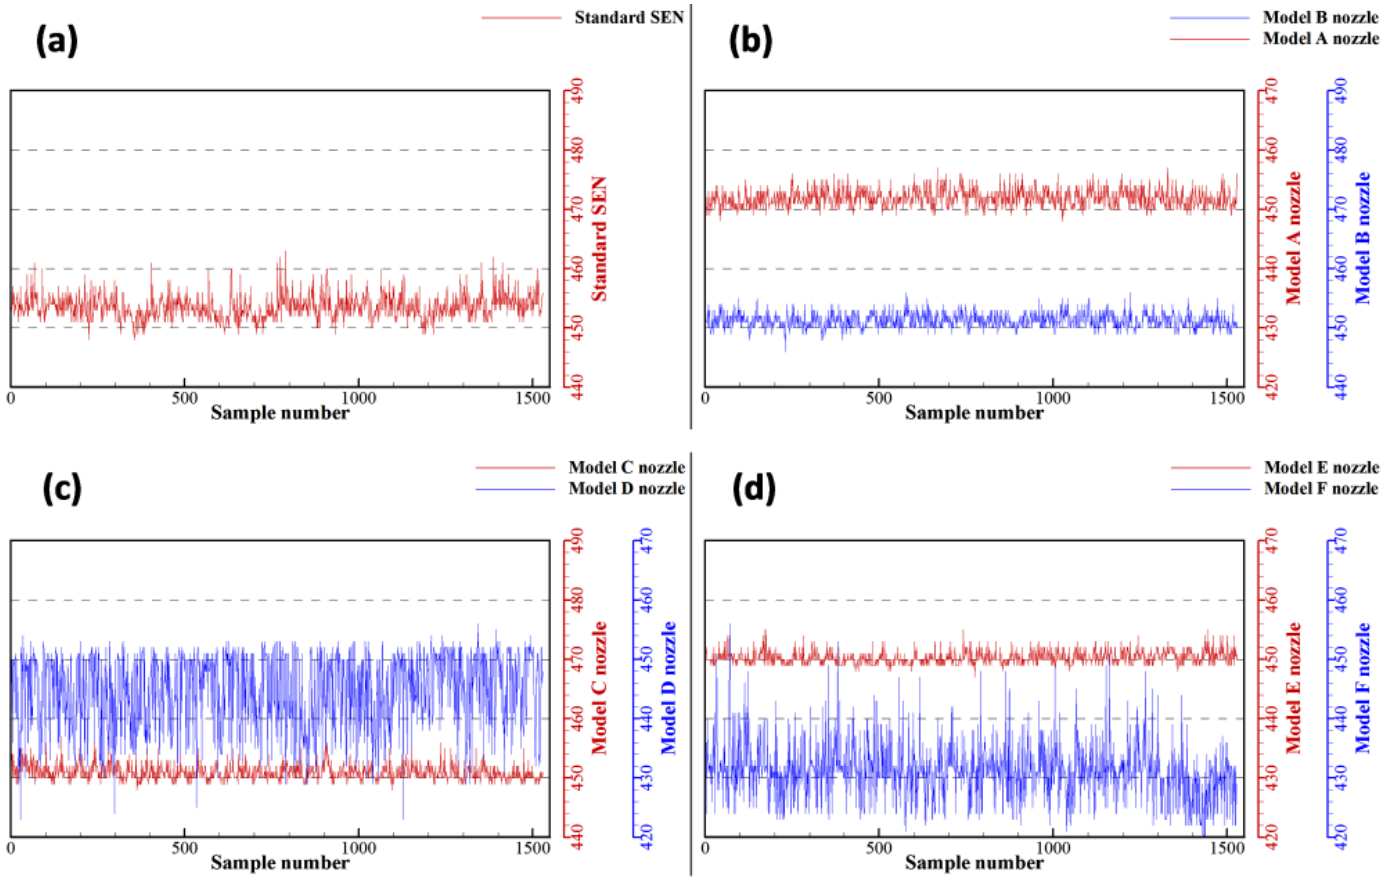 (a)
Standard SEN
490
480
470
460
450
440
Standard SEN
0
500
1000
1500
Sample number
(b)
Model B nozzle
Model A nozzle
470
460
450
440
430
420
Model A nozzle
490
480
470
460
450
440
Model B nozzle
0
500
1000
1500
Sample number
(c)
Model C nozzle
Model D nozzle
490
480
470
460
450
440
Model C nozzle
470
460
450
440
430
420
Model D nozzle
0
500
1000
1500
Sample number
(d)
Model E nozzle
Model F nozzle
470
460
450
440
430
420
Model E nozzle
470
460
450
440
430
420
Model F nozzle
0
500
1000
1500
Sample number